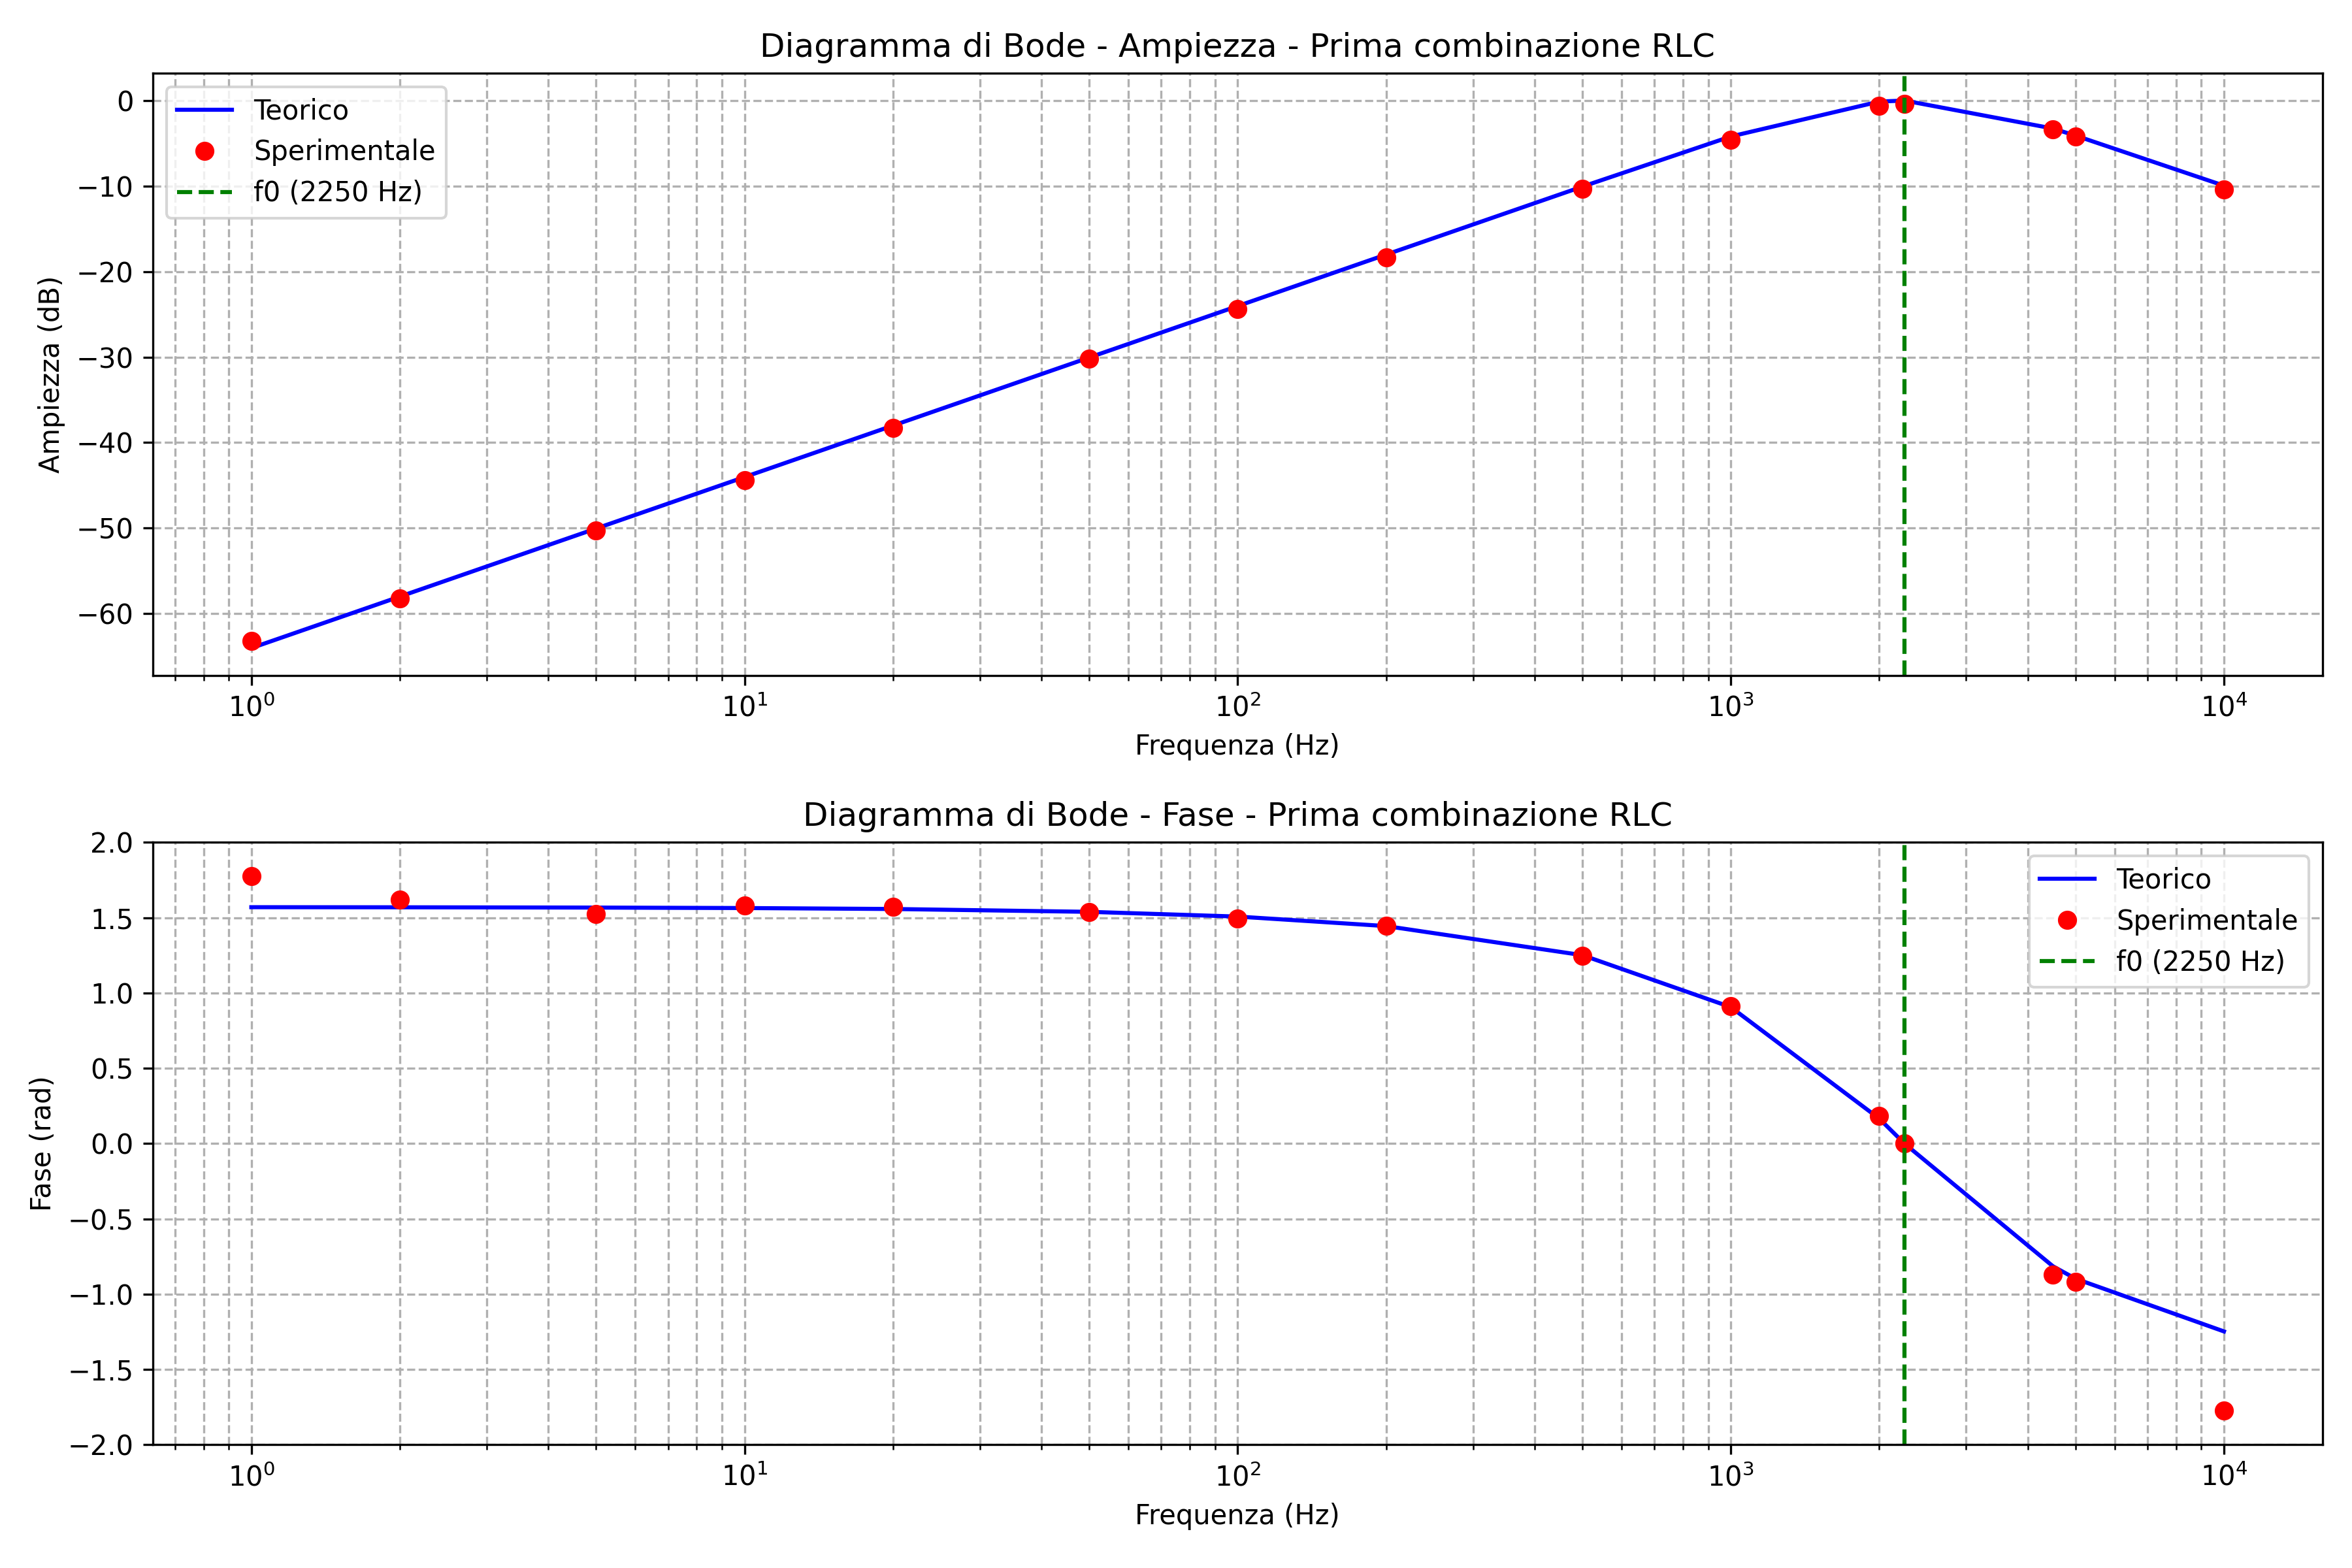 Diagramma di Bode - Ampiezza - Prima combinazione RLC
Teorico
Sperimentale
f0 (2250 Hz)
Ampiezza (dB)
0
−10
−20
−30
−40
−50
−60
10⁰ 10¹ 10² 10³ 10⁴
Frequenza (Hz)
Diagramma di Bode - Fase - Prima combinazione RLC
Teorico
Sperimentale
f0 (2250 Hz)
Fase (rad)
2.0
1.5
1.0
0.5
0.0
−0.5
−1.0
−1.5
−2.0
10⁰ 10¹ 10² 10³ 10⁴
Frequenza (Hz)